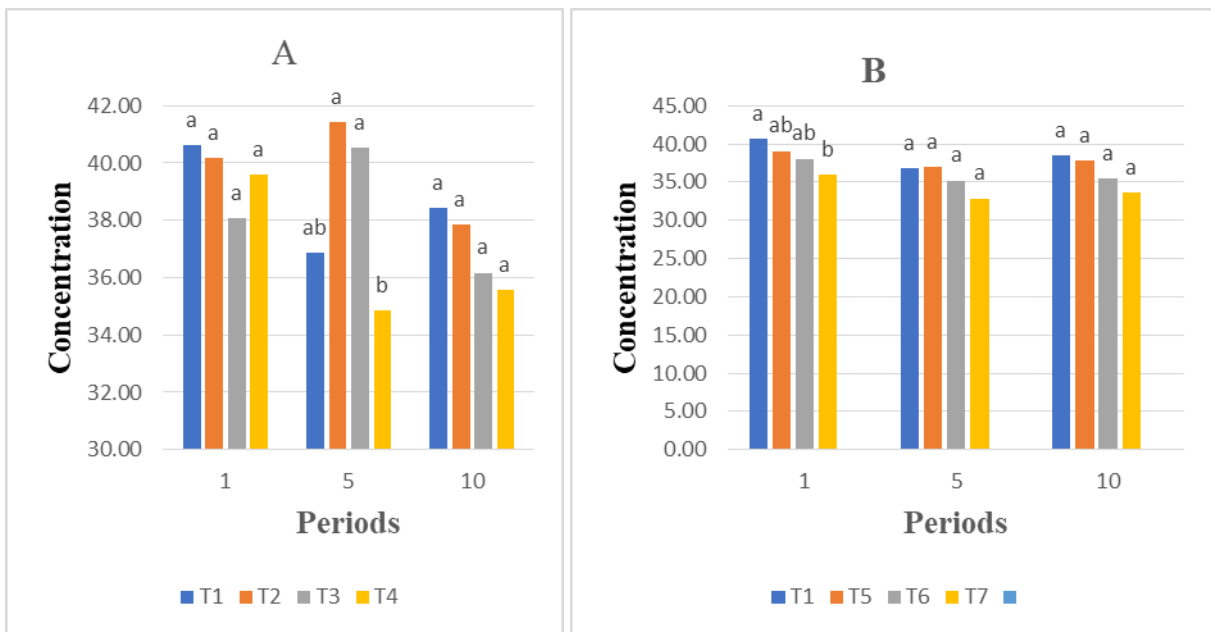 A
42.00
40.00
38.00
36.00
34.00
32.00
30.00
Concentration
a a a a
ab a a b
a a a a
1 5 10
Periods
T1 T2 T3 T4
B
45.00
40.00
35.00
30.00
25.00
20.00
15.00
10.00
5.00
0.00
Concentration
a ab ab b
a a a a
a a a a
1 5 10
Periods
T1 T5 T6 T7